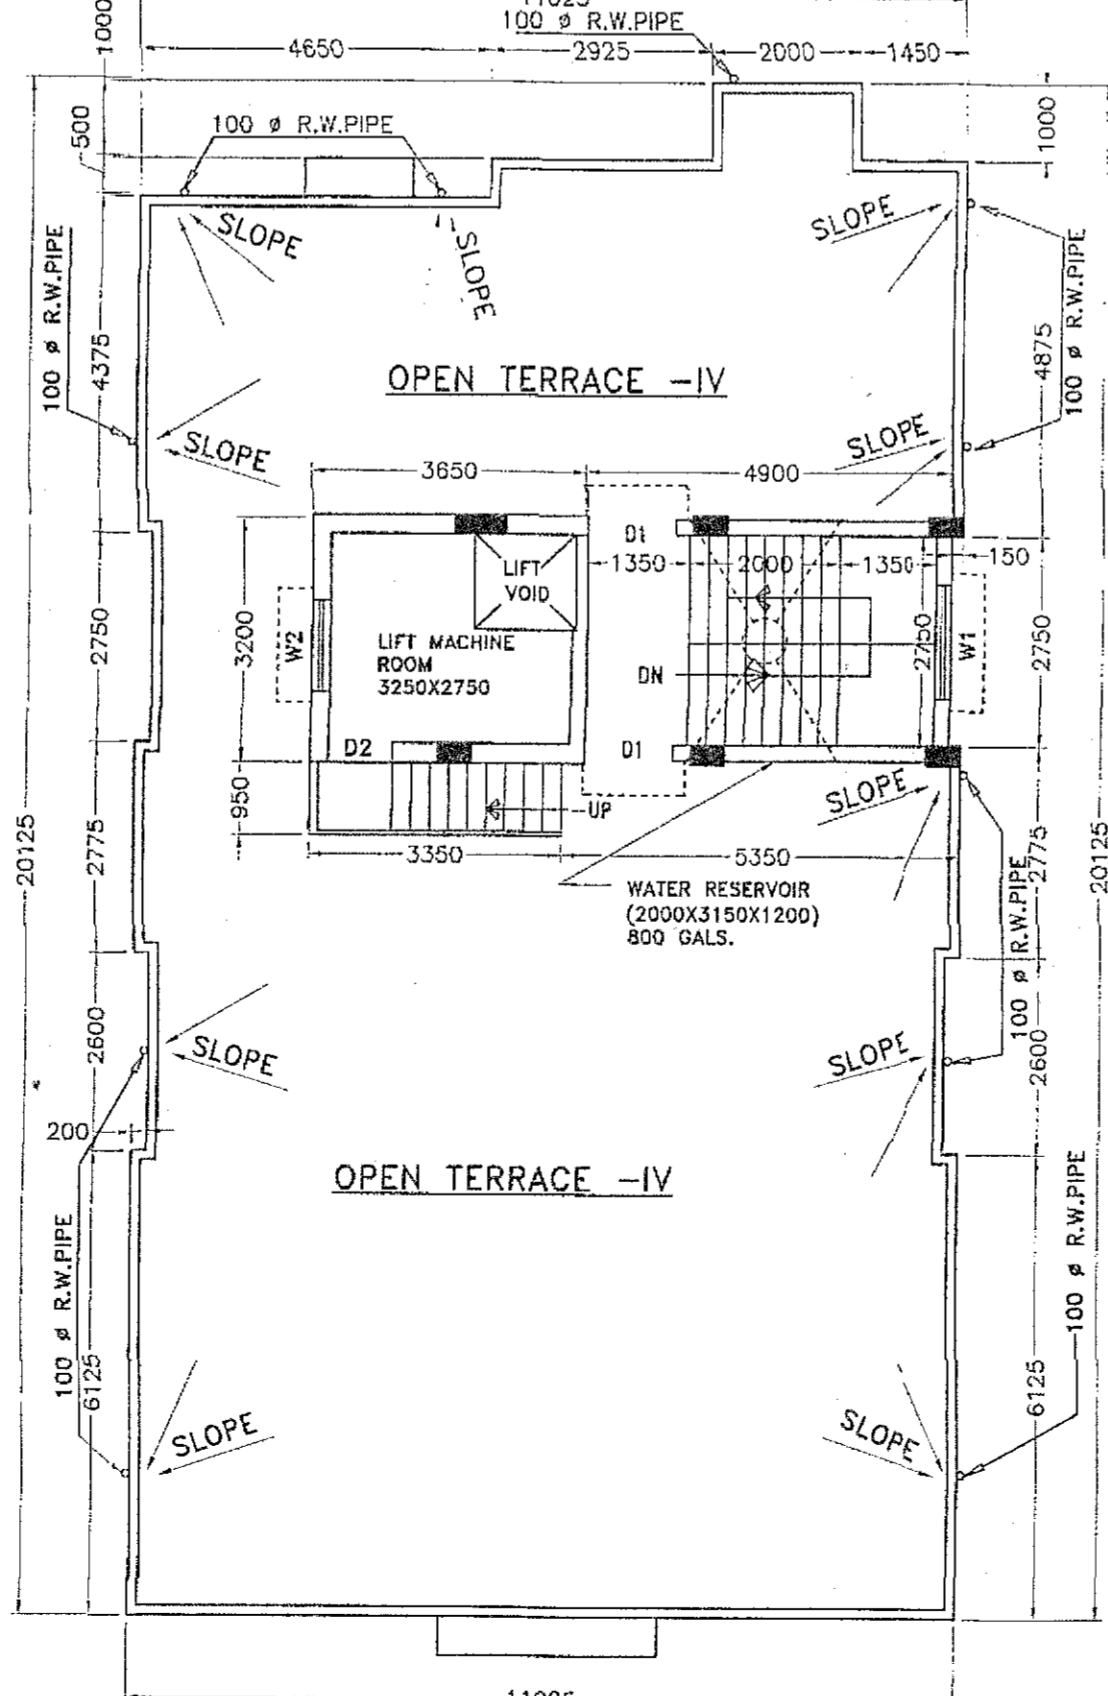 11025
100 ø R.W.PIPE
1000
4650
2925
2000
1450
500
100 ø R.W.PIPE
1000
SLOPE
SLOPE
SLOPE
100 ø R.W.PIPE
100 ø R.W.PIPE
4375
4875
OPEN TERRACE -IV
SLOPE
SLOPE
3650
4900
D1
1350
2000
1350
150
LIFT
VOID
2750
3200
W2
LIFT MACHINE
ROOM
3250X2750
DN
2750
W1
2750
D2
D1
950
UP
SLOPE
20125
2775
3350
5350
2775
20125
WATER RESERVOIR
(2000X3150X1200)
800 GALS.
100 ø R.W.PIPE
2600
SLOPE
SLOPE
2600
200
OPEN TERRACE -IV
100 ø R.W.PIPE
100 ø R.W.PIPE
6125
6125
SLOPE
SLOPE